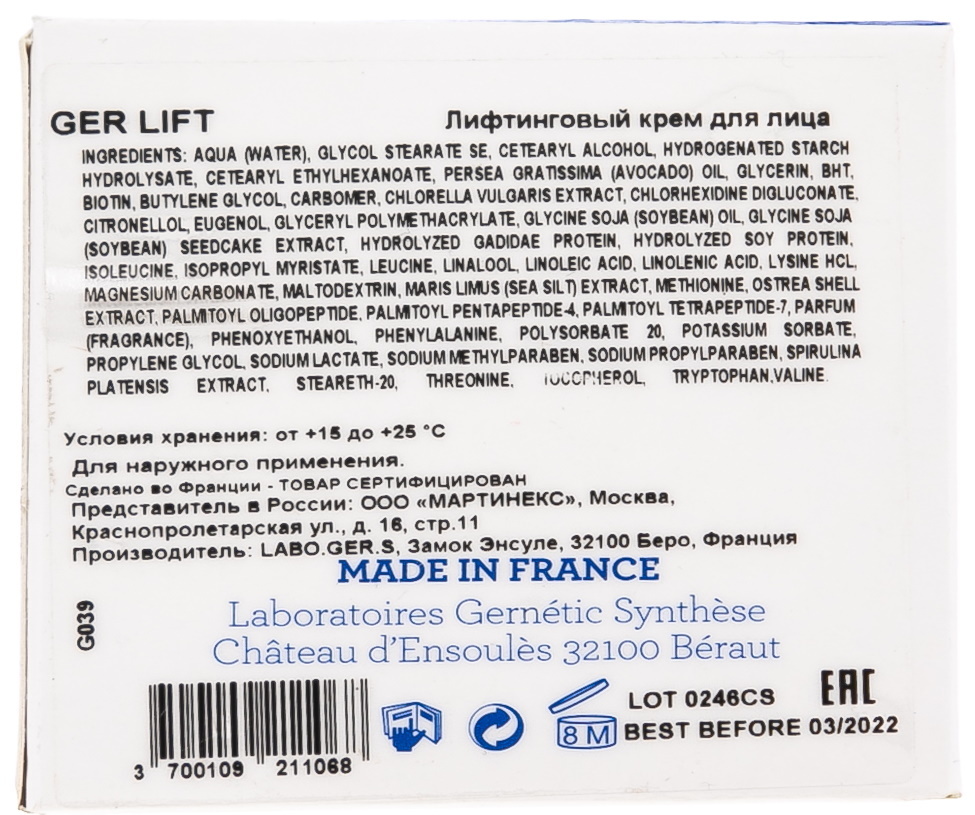 GER LIFT
Лифтинговый крем для лица
INGREDIENTS: AQUA (WATER), GLYCOL STEARATE SE, CETEARYL ALCOHOL, HYDROGENATED STARCH
HYDROLYSATE, CETEARYL ETHYLHEXANOATE, PERSEA GRATISSIMA (AVOCADO) OIL, GLYCERIN, BHT,
BIOTIN, BUTYLENE GLYCOL, CARBOMER, CHLORELLA VULGARIS EXTRACT, CHLORHEXIDINE DIGLUCONATE,
CITRONELLOL, EUGENOL, GLYCERYL POLYMETHACRYLATE, GLYCINE SOJA (SOYBEAN) OIL, GLYCINE SOJA
(SOYBEAN) SEEDCAKE EXTRACT, HYDROLYZED GADIDAE PROTEIN, HYDROLYZED SOY PROTEIN,
ISOLEUCINE, ISOPROPYL MYRISTATE, LEUCINE, LINALOOL, LINOLEIC ACID, LINOLENIC ACID, LYSINE HCL,
MAGNESIUM CARBONATE, MALTODEXTRIN, MARIS LIMUS (SEA SILT) EXTRACT, METHIONINE, OSTREA SHELL
EXTRACT, PALMITOYL OLIGOPEPTIDE, PALMITOYL PENTAPEPTIDE-4, PALMITOYL TETRAPEPTIDE-7, PARFUM
(FRAGRANCE), PHENOXYETHANOL, PHENYLALANINE, POLYSORBATE 20, POTASSIUM SORBATE,
PROPYLENE GLYCOL, SODIUM LACTATE, SODIUM METHYLPARABEN, SODIUM PROPYLPARABEN, SPIRULINA
PLATENSIS EXTRACT, STEARETH-20, THREONINE, TOCOPHEROL, TRYPTOPHAN,VALINE.
Условия хранения: от +15 до +25 °C
Для наружного применения.
Сделано во Франции - ТОВАР СЕРТИФИЦИРОВАН
Представитель в России: ООО «МАРТИНЕКС», Москва,
Краснопролетарская ул., д. 16, стр.11
Производитель: LABO.GER.S, Замок Энсуле, 32100 Беро, Франция
MADE IN FRANCE
Laboratoires Gernétic Synthèse
Château d'Ensoulès 32100 Béraut
G039
3 700109 211068
8 M
LOT 0246CS
EAC
BEST BEFORE 03/2022